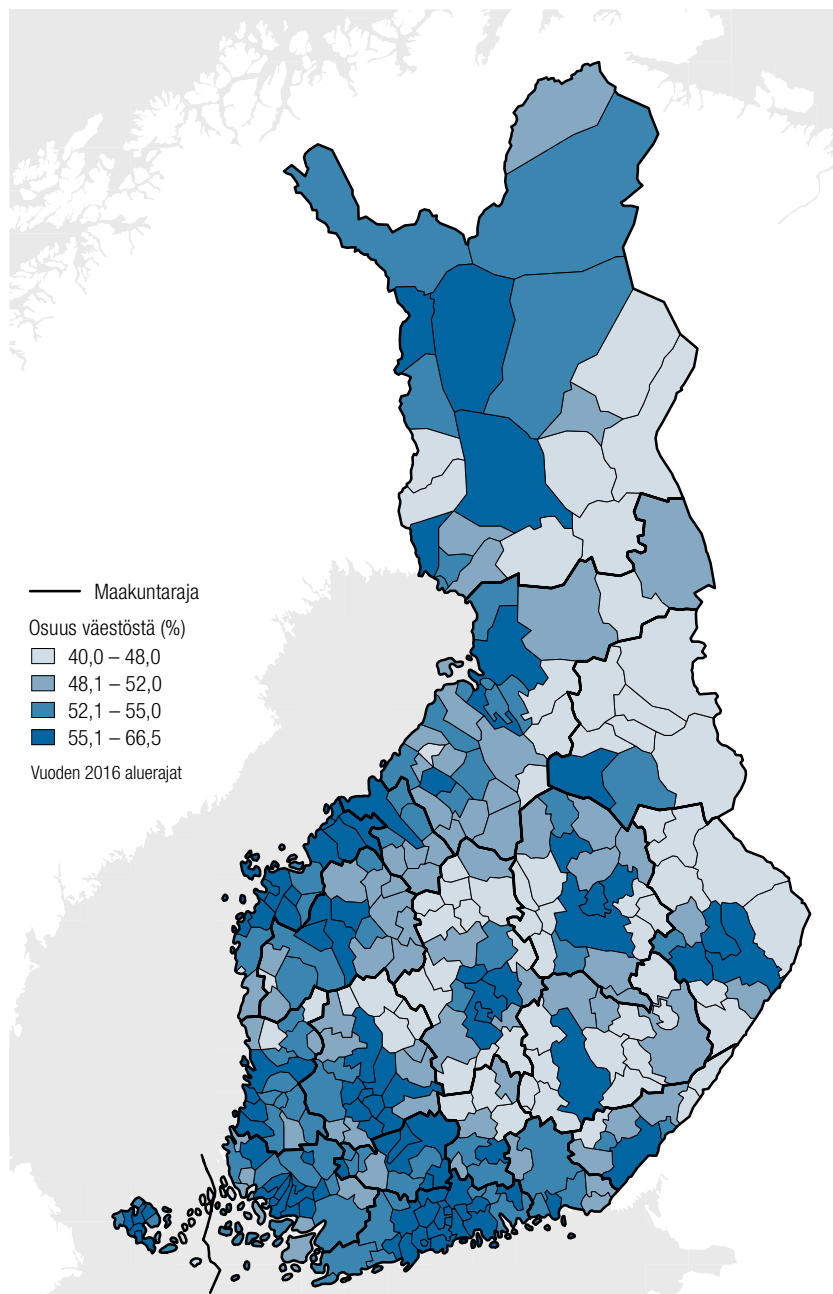 Maakuntaraja
Osuus väestöstä (%)
40,0 – 48,0
48,1 – 52,0
52,1 – 55,0
55,1 – 66,5
Vuoden 2016 aluerajat